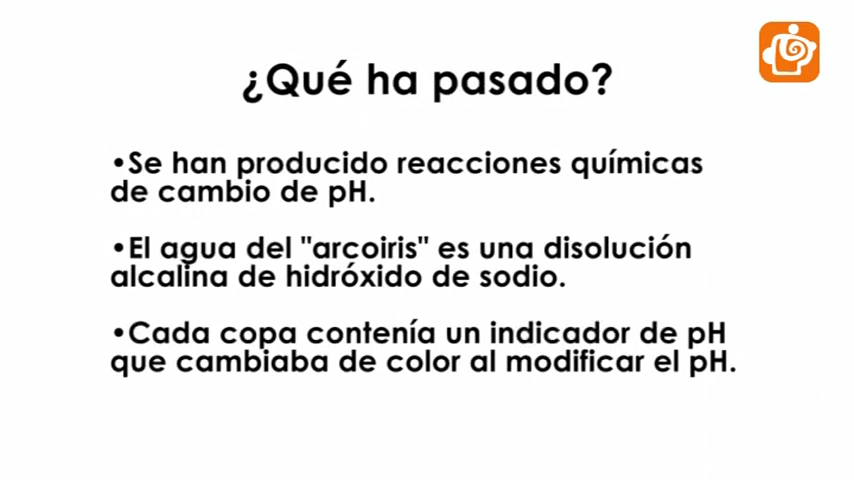 ¿Qué ha pasado?
•Se han producido reacciones químicas
de cambio de pH.
•El agua del "arcoiris" es una disolución
alcalina de hidróxido de sodio.
•Cada copa contenía un indicador de pH
que cambiaba de color al modificar el pH.